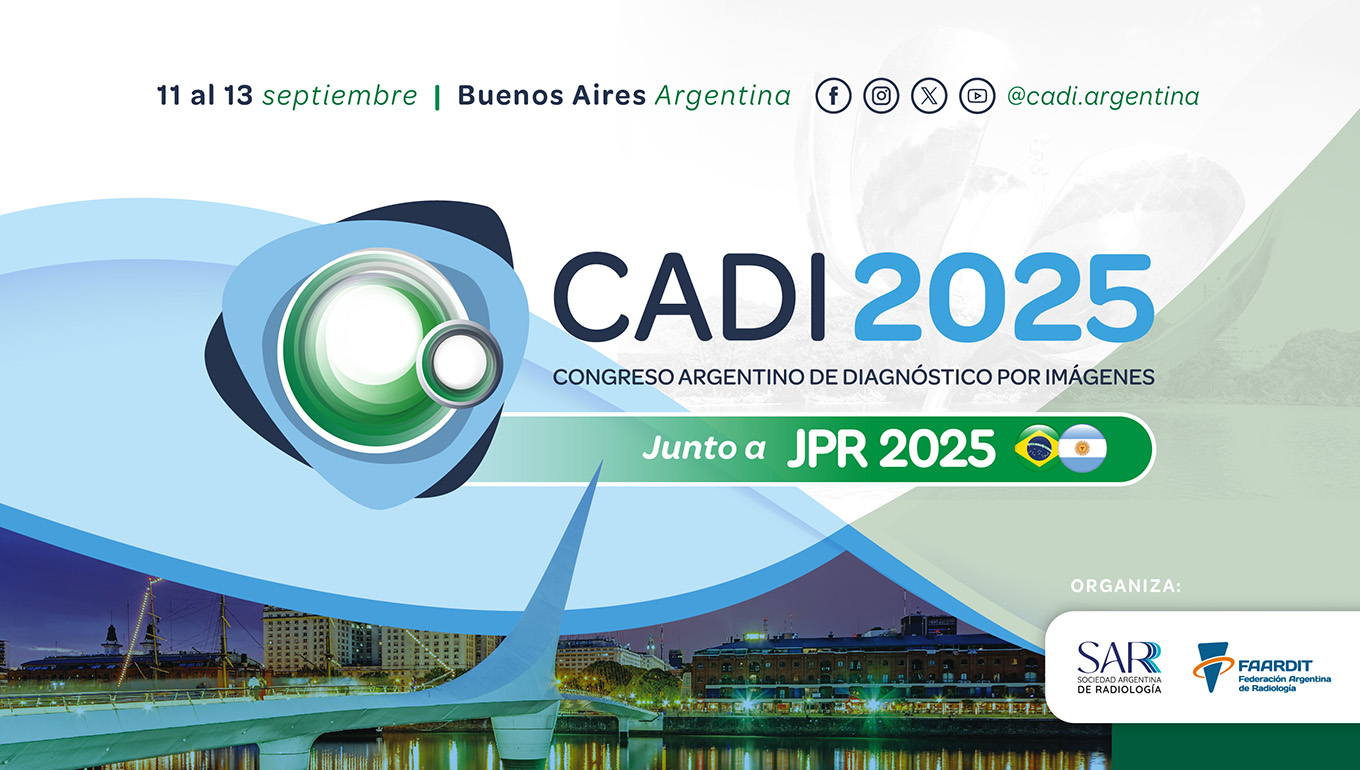 11 al 13 septiembre | Buenos Aires Argentina @cadi.argentina
CADI 2025
CONGRESO ARGENTINO DE DIAGNÓSTICO POR IMÁGENES
Junto a JPR 2025
ORGANIZA:
SAR
SOCIEDAD ARGENTINA
DE RADIOLOGÍA
FAARDIT
Federación Argentina
de Radiología